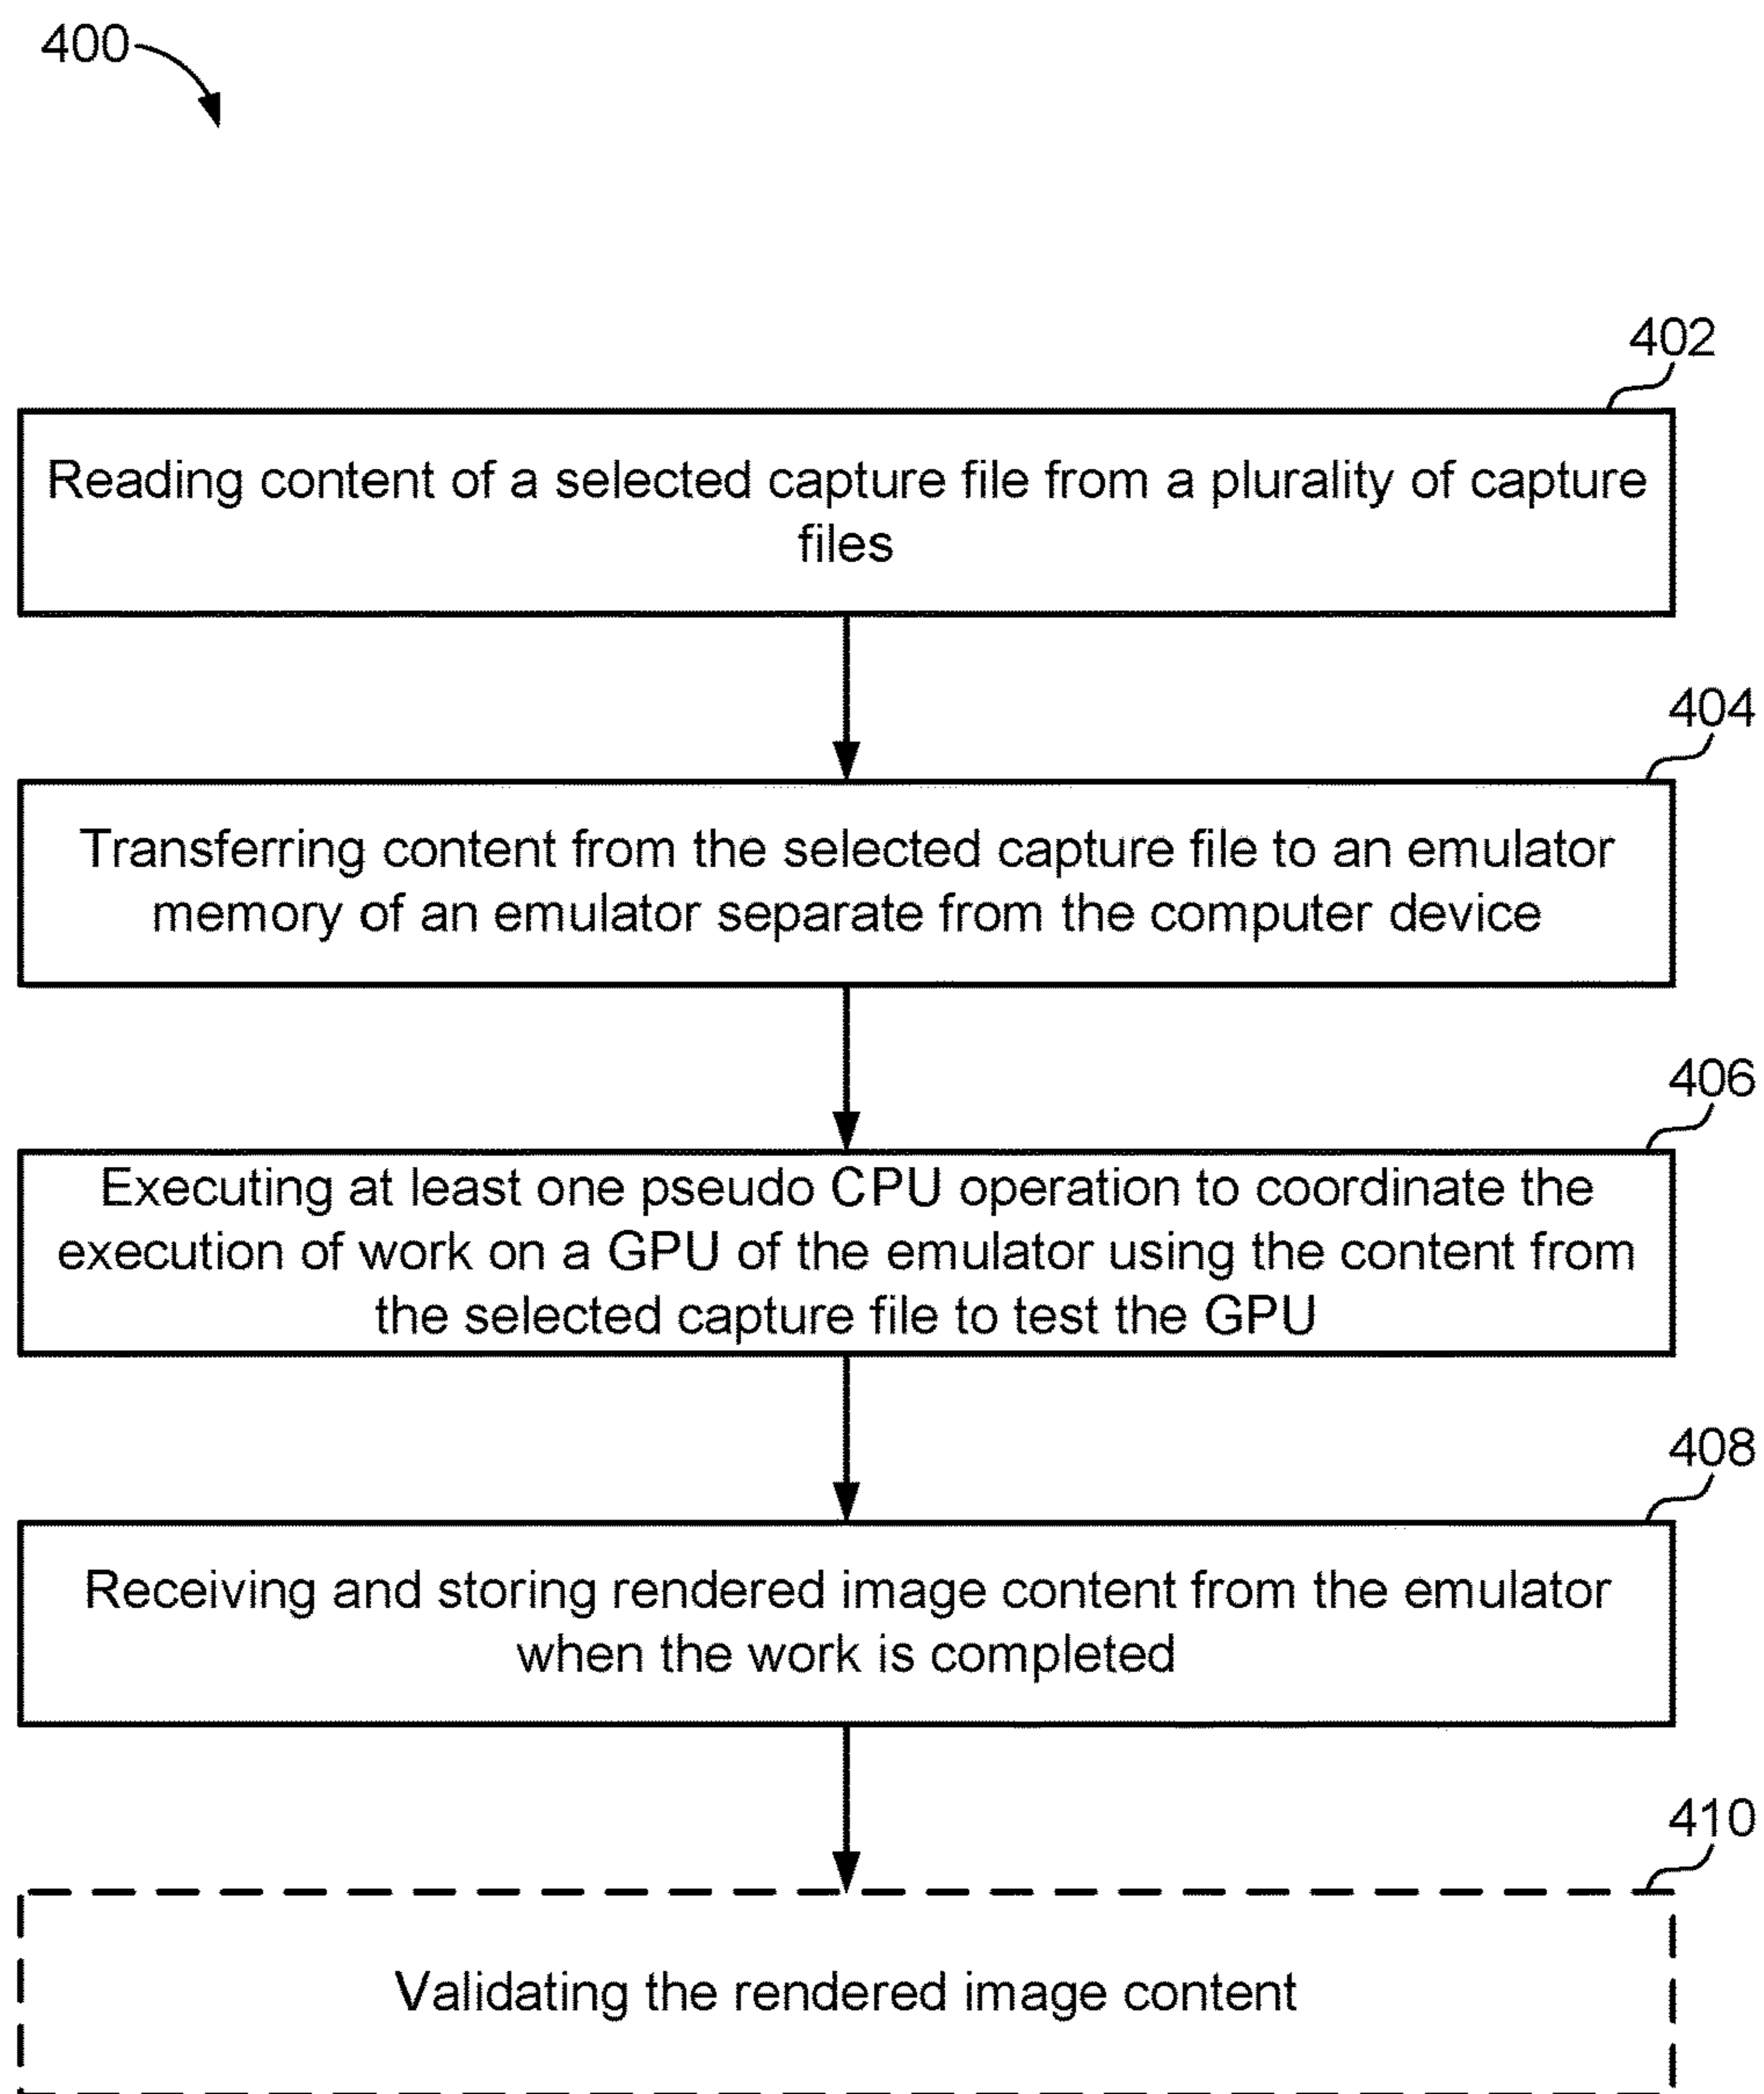 400
402
Reading content of a selected capture file from a plurality of capture
files
404
Transferring content from the selected capture file to an emulator
memory of an emulator separate from the computer device
406
Executing at least one pseudo CPU operation to coordinate the
execution of work on a GPU of the emulator using the content from
the selected capture file to test the GPU
408
Receiving and storing rendered image content from the emulator
when the work is completed
410
Validating the rendered image content